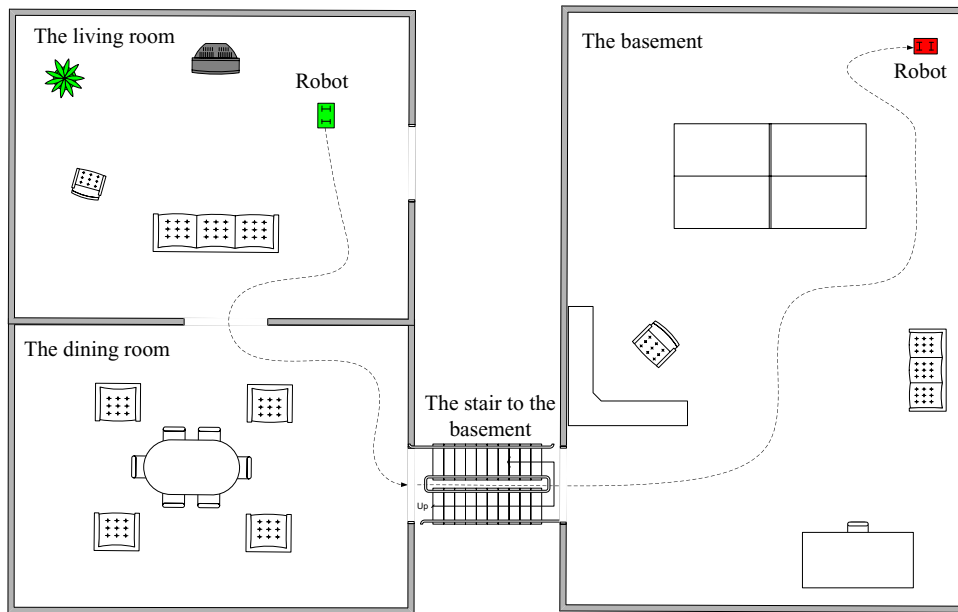 The living room
Robot
The basement
Robot
The dining room
The stair to the
basement
Up